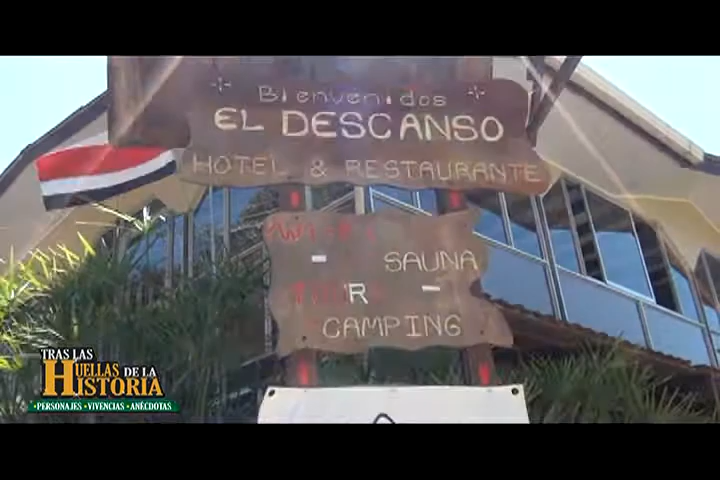 Bienvenidos
EL DESCANSO
HOTEL & RESTAURANTE
SAUNA
CAMPING
TRAS LAS
HUELLAS DE LA
HISTORIA
• PERSONAJES • VIVENCIAS • ANÉCDOTAS